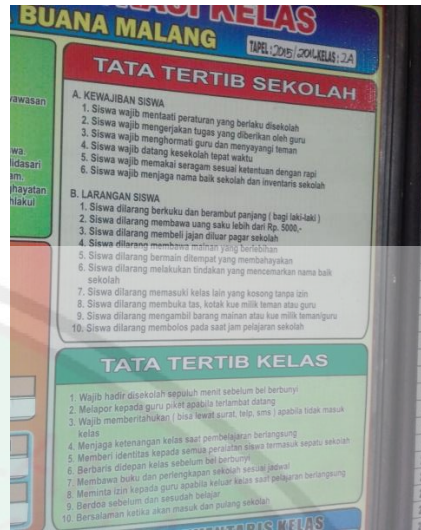 KELAS
BUANA MALANG
TAPEL: 2015/2016 KELAS: 2A
TATA TERTIB SEKOLAH
A. KEWAJIBAN SISWA
1. Siswa wajib mentaati peraturan yang berlaku disekolah
2. Siswa wajib mengerjakan tugas yang diberikan oleh guru
3. Siswa wajib menghormati guru dan menyayangi teman
4. Siswa wajib datang kesekolah tepat waktu
5. Siswa wajib memakai seragam sesuai ketentuan dengan rapi
6. Siswa wajib menjaga nama baik sekolah dan inventaris sekolah
B. LARANGAN SISWA
1. Siswa dilarang berkuku dan berambut panjang ( bagi laki-laki )
2. Siswa dilarang membawa uang saku lebih dari Rp. 5000,-
3. Siswa dilarang membeli jajan diluar pagar sekolah
4. Siswa dilarang membawa mainan yang berlebihan
5. Siswa dilarang bermain ditempat yang membahayakan
6. Siswa dilarang melakukan tindakan yang mencemarkan nama baik
sekolah
7. Siswa dilarang memasuki kelas lain yang kosong tanpa izin
8. Siswa dilarang membuka tas, kotak kue milik teman atau guru
9. Siswa dilarang mengambil barang mainan atau kue milik teman/guru
10. Siswa dilarang membolos pada saat jam pelajaran sekolah
TATA TERTIB KELAS
1. Wajib hadir disekolah sepuluh menit sebelum bel berbunyi
2. Melapor kepada guru piket apabila terlambat datang
3. Wajib memberitahukan ( bisa lewat surat, telp, sms ) apabila tidak masuk
kelas
4. Menjaga ketenangan kelas saat pembelajaran berlangsung
5. Memberi identitas kepada semua peralatan siswa termasuk sepatu sekolah
6. Berbaris didepan kelas sebelum bel berbunyi
7. Membawa buku dan perlengkapan sekolah sesuai jadwal
8. Meminta izin kepada guru apabila keluar kelas saat pelajaran berlangsung
9. Berdoa sebelum dan sesudah belajar
10. Bersalaman ketika akan masuk dan pulang sekolah
KELAS